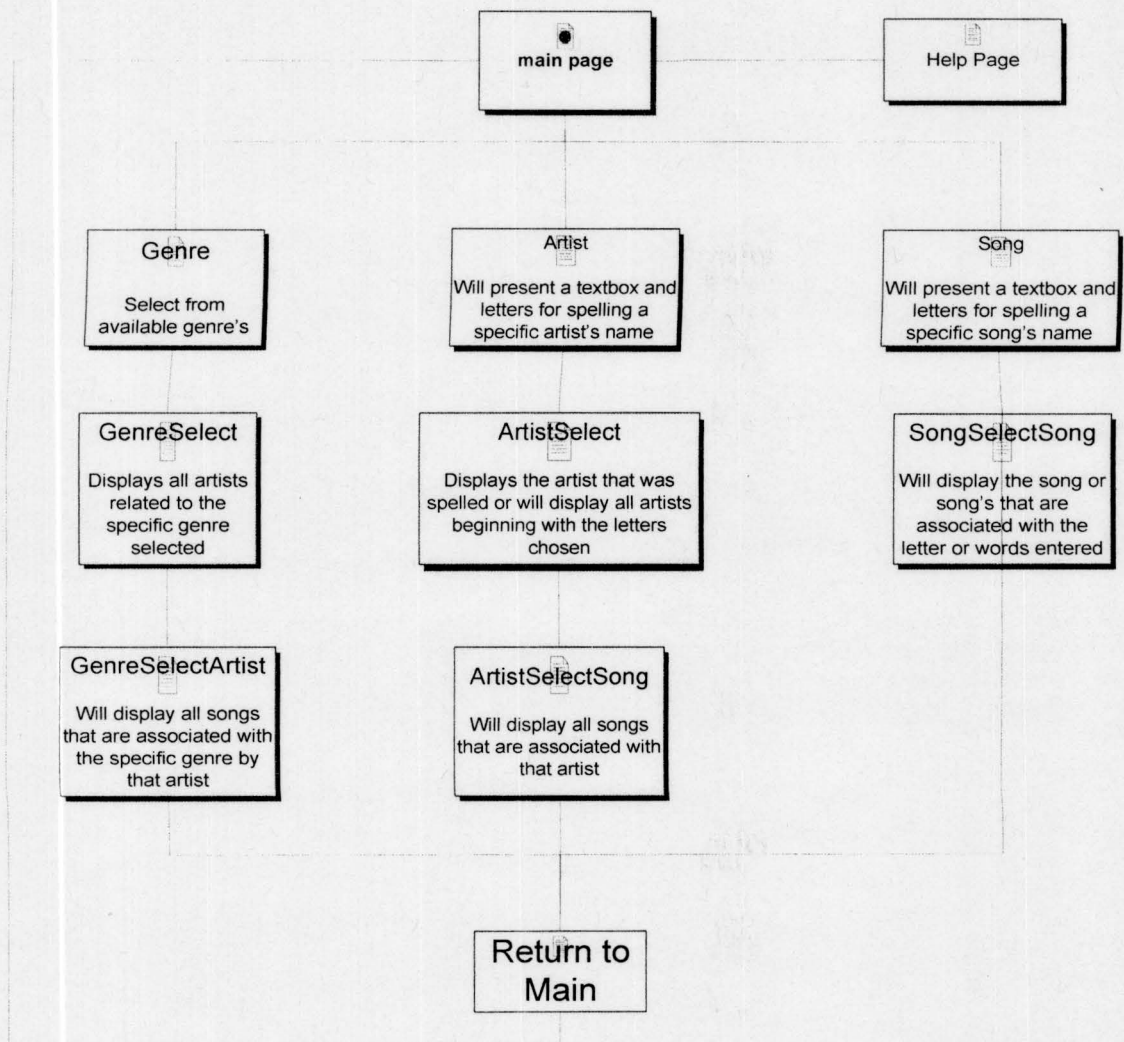 main page
Help Page
Genre
Select from
available genre's
Artist
Will present a textbox and
letters for spelling a
specific artist's name
Song
Will present a textbox and
letters for spelling a
specific song's name
GenreSelect
Displays all artists
related to the
specific genre
selected
ArtistSelect
Displays the artist that was
spelled or will display all artists
beginning with the letters
chosen
SongSelectSong
Will display the song or
song's that are
associated with the
letter or words entered
GenreSelectArtist
Will display all songs
that are associated with
the specific genre by
that artist
ArtistSelectSong
Will display all songs
that are associated with
that artist
Return to
Main